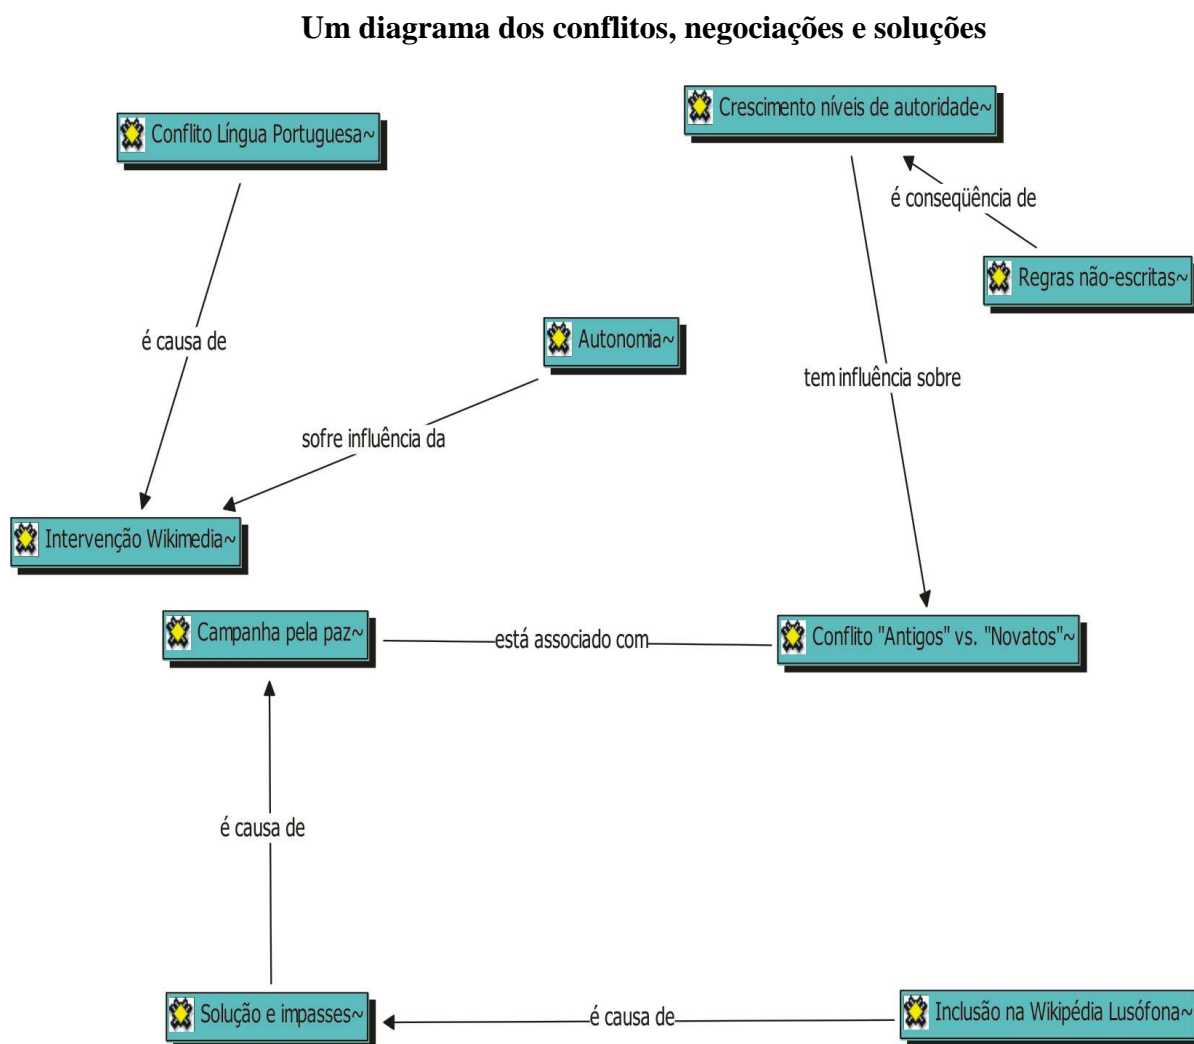 Um diagrama dos conflitos, negociações e soluções
Crescimento níveis de autoridade~
Conflito Língua Portuguesa~
é conseqüência de
Regras não-escritas~
é causa de
Autonomia~
tem influência sobre
sofre influência da
Intervenção Wikimedia~
Campanha pela paz~
está associado com
Conflito "Antigos" vs. "Novatos"~
é causa de
Solução e impasses~
é causa de
Inclusão na Wikipédia Lusófona~